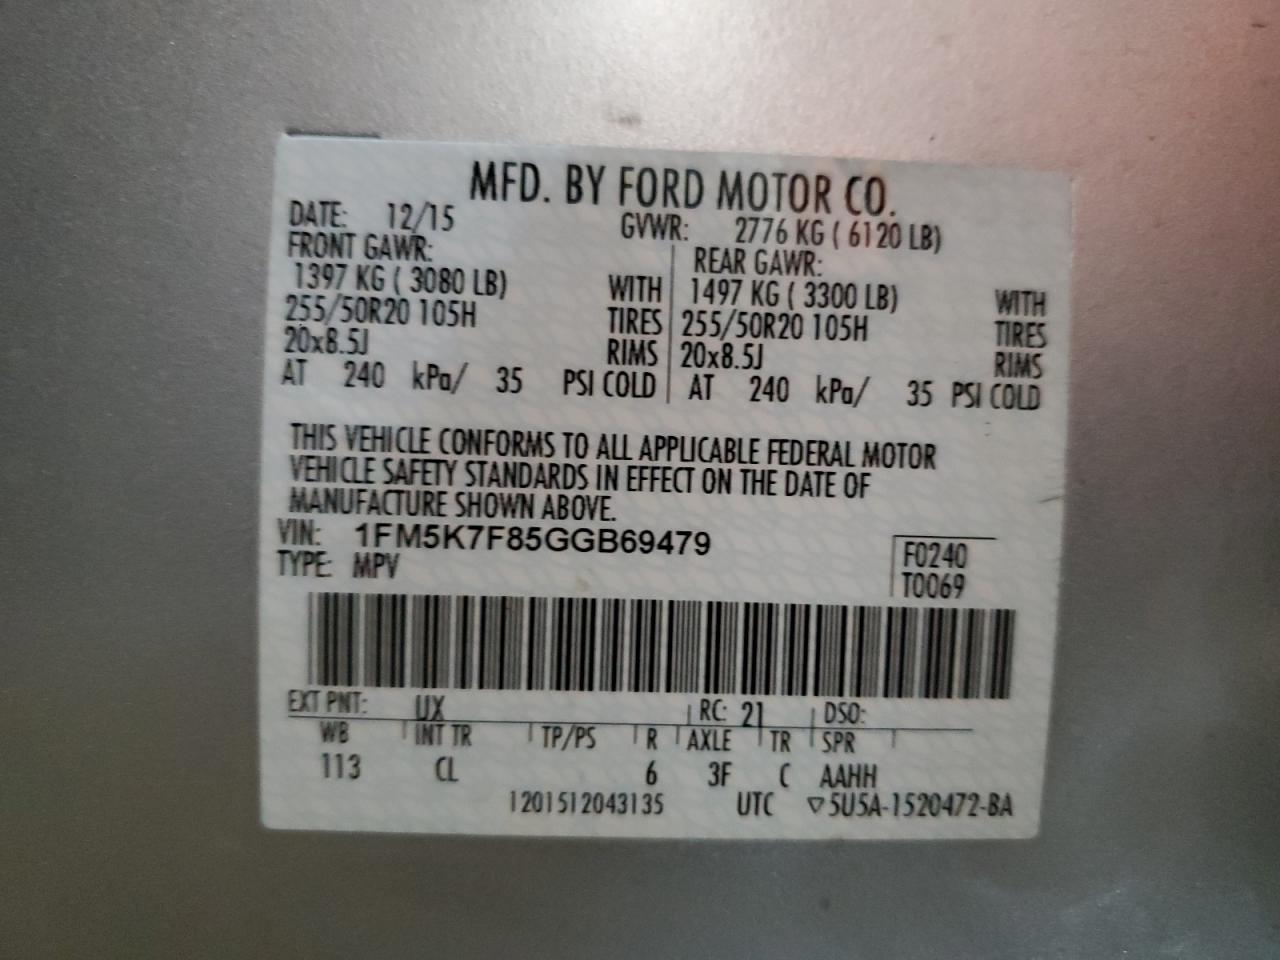 MFD. BY FORD MOTOR CO.
DATE: 12/15 GVWR: 2776 KG ( 6120 LB)
FRONT GAWR: REAR GAWR:
1397 KG ( 3080 LB) WITH 1497 KG ( 3300 LB) WITH
255/50R20 105H TIRES 255/50R20 105H TIRES
20x8.5J RIMS 20x8.5J RIMS
AT 240 kPa/ 35 PSI COLD AT 240 kPa/ 35 PSI COLD
THIS VEHICLE CONFORMS TO ALL APPLICABLE FEDERAL MOTOR
VEHICLE SAFETY STANDARDS IN EFFECT ON THE DATE OF
MANUFACTURE SHOWN ABOVE.
VIN: 1FM5K7F85GGB69479 F0240
TYPE: MPV T0069
EXT PNT: UX RC: 21 DSO:
WB INT TR TP/PS R AXLE TR SPR
113 CL 6 3F C AAHH
1201512043135 UTC ▽5U5A-1520472-BA